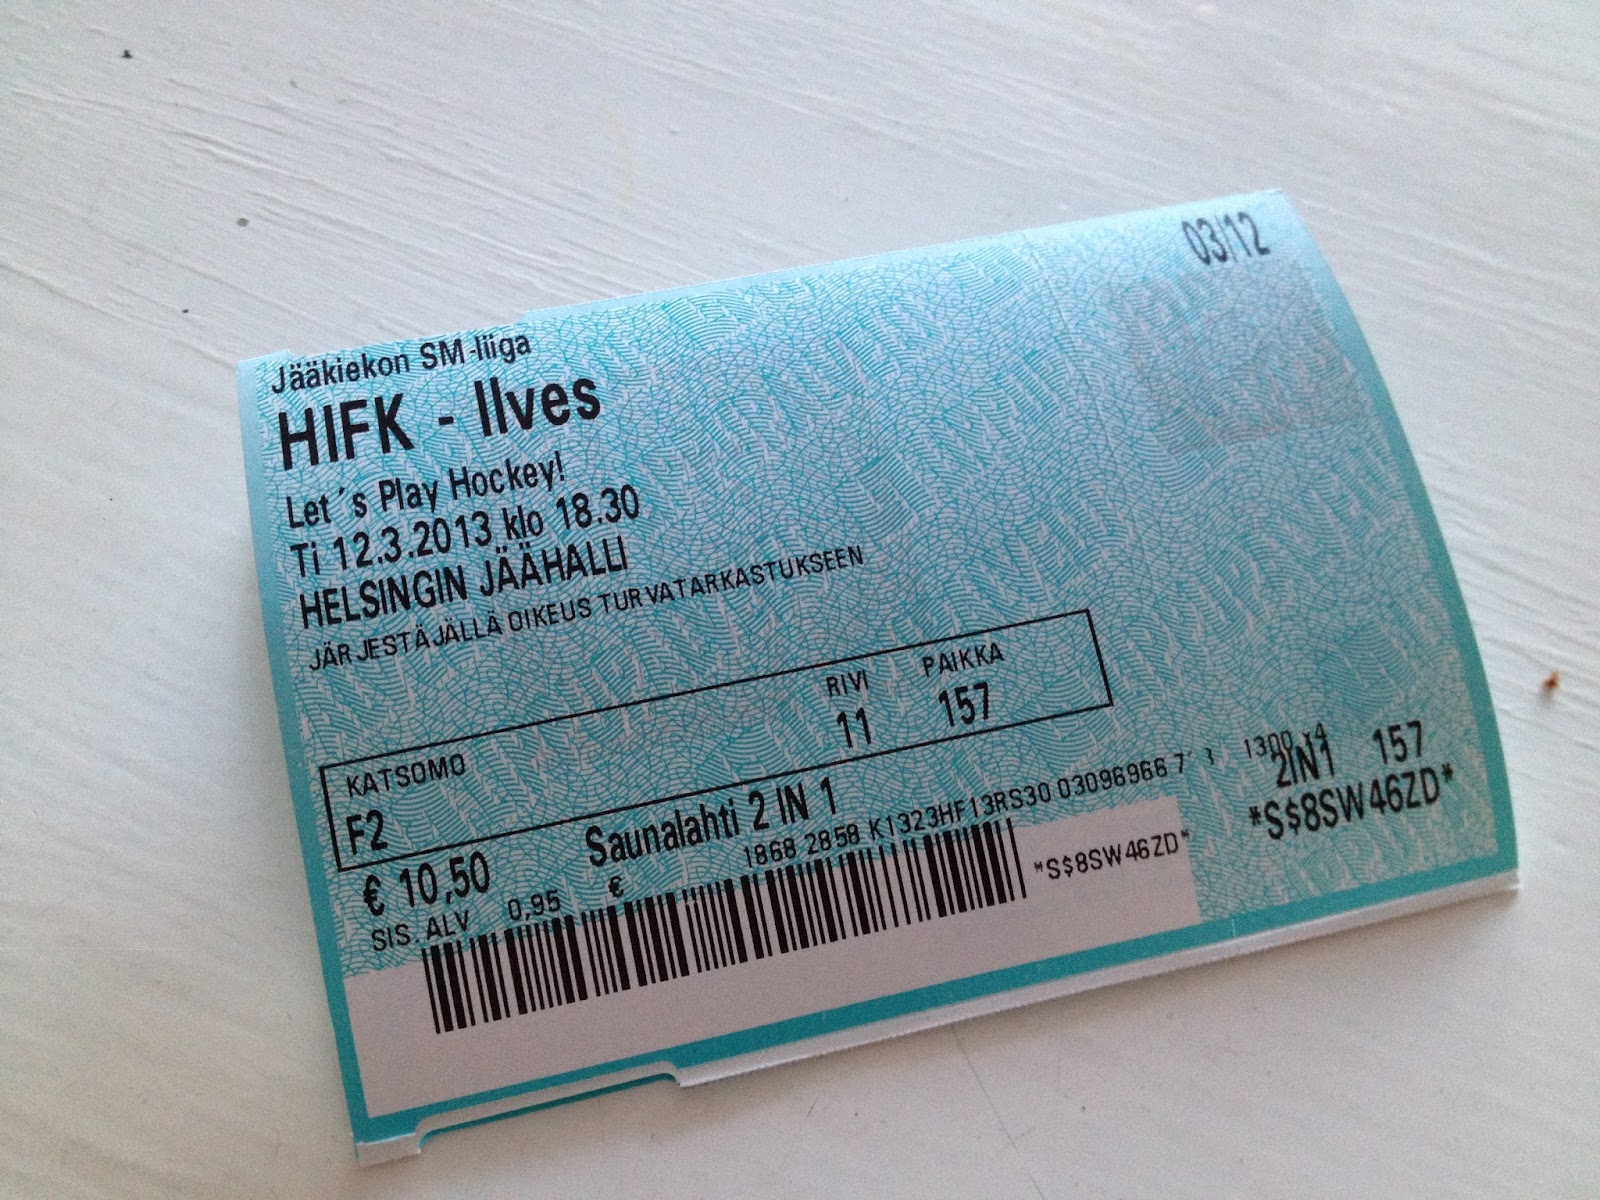 03/12
Jääkiekon SM-liiga
HIFK - Ilves
Let´s Play Hockey!
Ti 12.3.2013 klo 18.30
HELSINGIN JÄÄHALLI
JÄRJESTÄJÄLLÄ OIKEUS TURVATARKASTUKSEEN
KATSOMO RIVI PAIKKA
F2 11 157
€ 10,50 Saunalahti 2 IN 1
SIS. ALV 0,95 €
1868 2858 K1323HF13RS30 03096966 1300 x4
*S$8SW46ZD*
2IN1 157
*S$8SW46ZD*